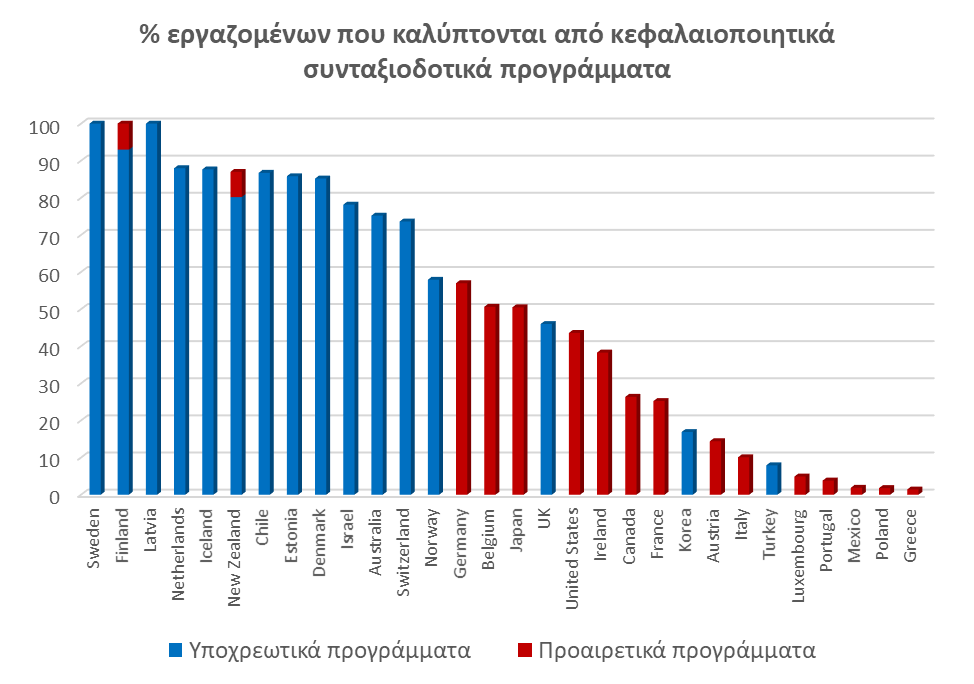 % εργαζομένων που καλύπτονται από κεφαλαιοποιητικά
συνταξιοδοτικά προγράμματα
100
90
80
70
60
50
40
30
20
10
0
Sweden
Finland
Latvia
Netherlands
Iceland
New Zealand
Chile
Estonia
Denmark
Israel
Australia
Switzerland
Norway
Germany
Belgium
Japan
UK
United States
Ireland
Canada
France
Korea
Austria
Italy
Turkey
Luxembourg
Portugal
Mexico
Poland
Greece
Υποχρεωτικά προγράμματα
Προαιρετικά προγράμματα